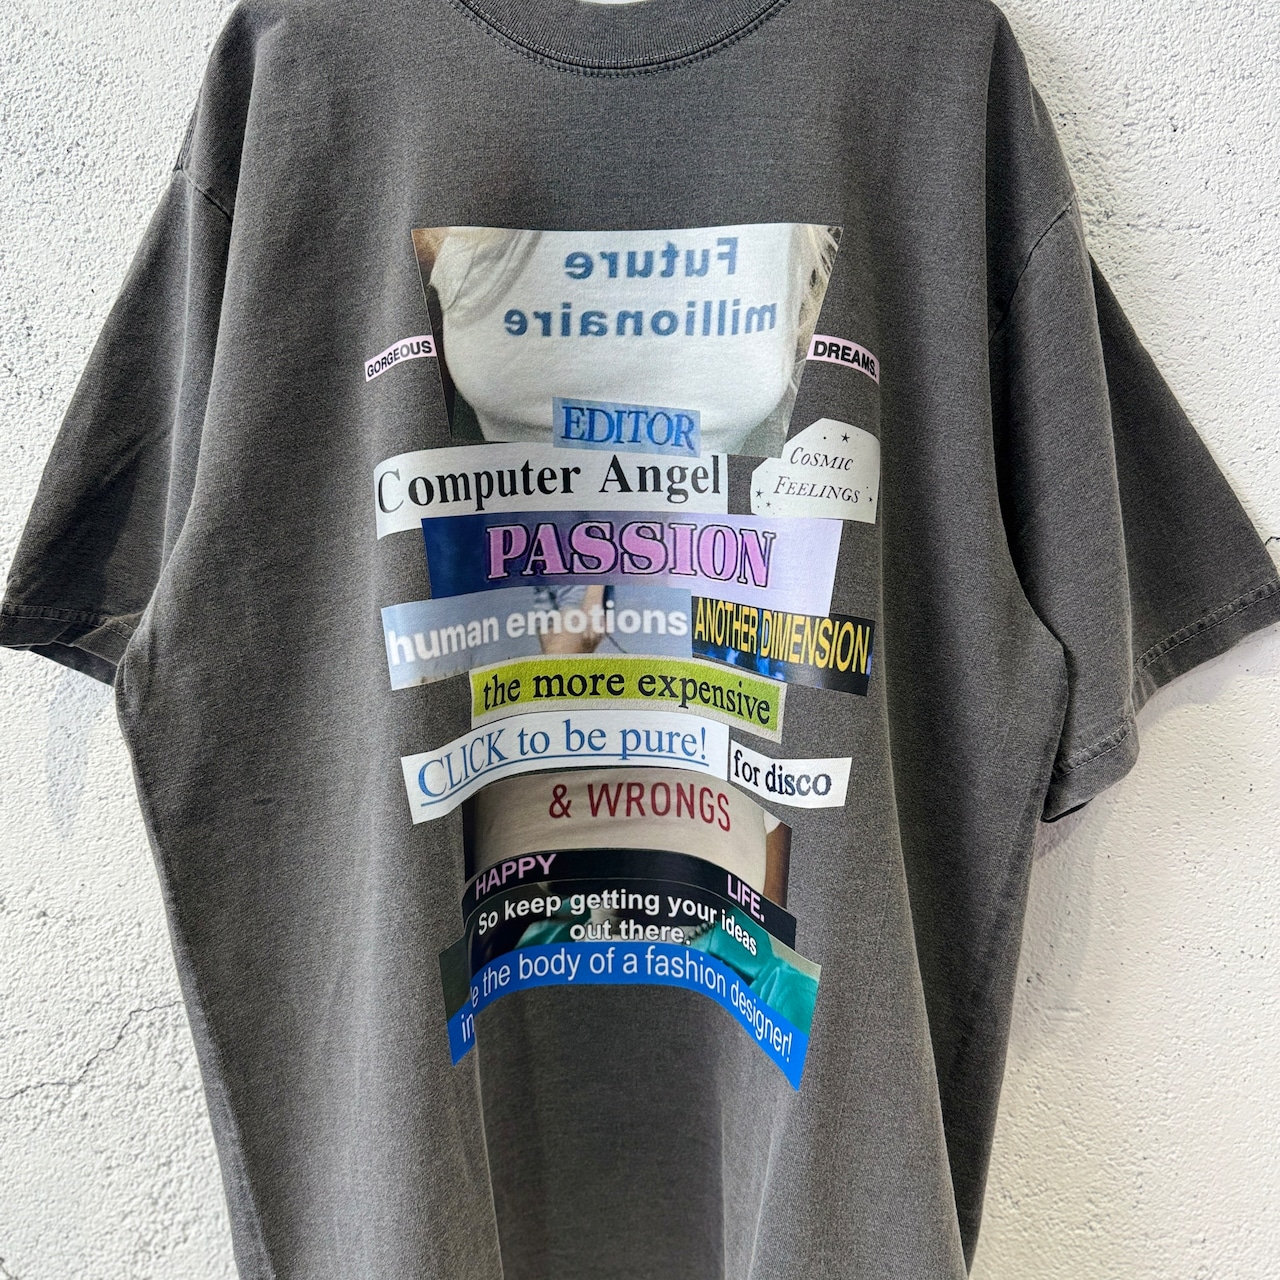 Future
millionaire
GORGEOUS
DREAMS.
EDITOR
Computer Angel
COSMIC
FEELINGS
PASSION
human emotions
ANOTHER DIMENSION
the more expensive
CLICK to be pure!
for disco
& WRONGS
HAPPY
LIFE.
So keep getting your ideas
out there.
the body of a fashion designer!